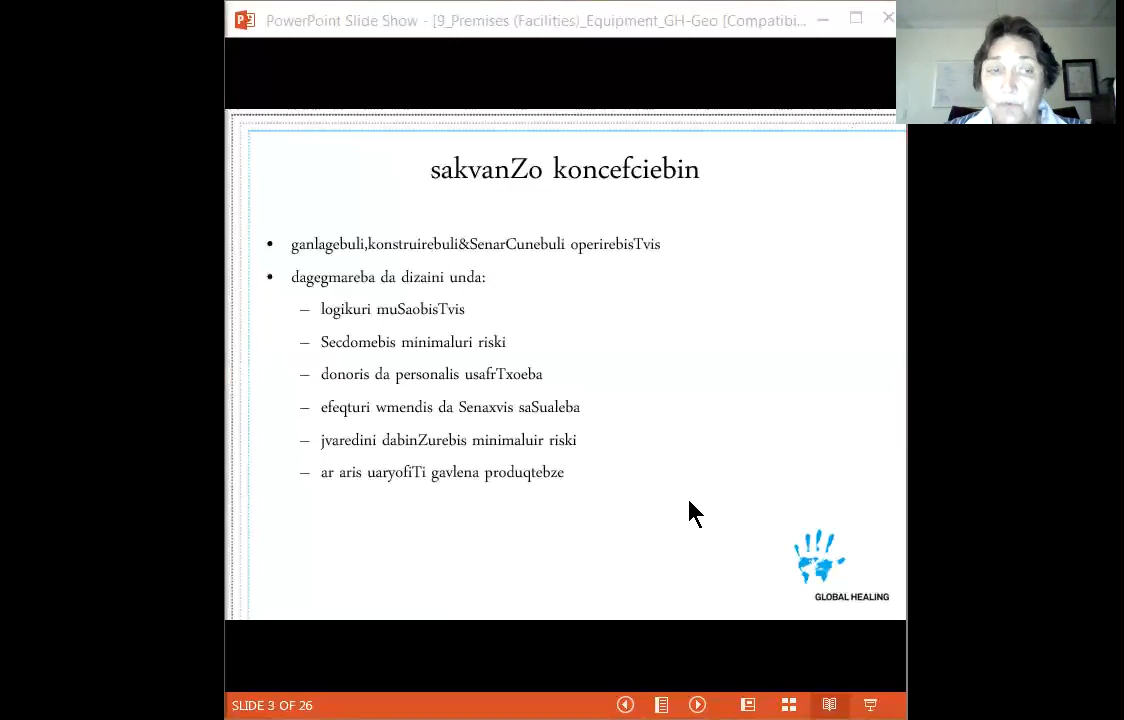 PowerPoint Slide Show - [9_Premises (Facilities)_Equipment_GH-Geo [Compatibi...
sakvanZo koncefciebin
• ganlagebuli,konstruirebuli&SenarCunebuli operirebisTvis
• dagegmareba da dizaini unda:
– logikuri muSaobisTvis
– Secdomebis minimaluri riski
– donoris da personalis usafrTxoeba
– efeqturi wmendis da Senaxvis saSualeba
– jvaredini dabinZurebis minimaluir riski
– ar aris uaryofiTi gavlena produqtebze
GLOBAL HEALING
SLIDE 3 OF 26